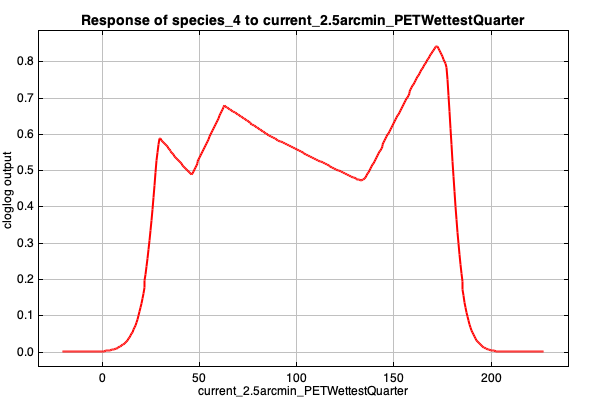 Response of species_4 to current_2.5arcmin_PETWettestQuarter
cloglog output
0.8
0.7
0.6
0.5
0.4
0.3
0.2
0.1
0.0
0 50 100 150 200
current_2.5arcmin_PETWettestQuarter